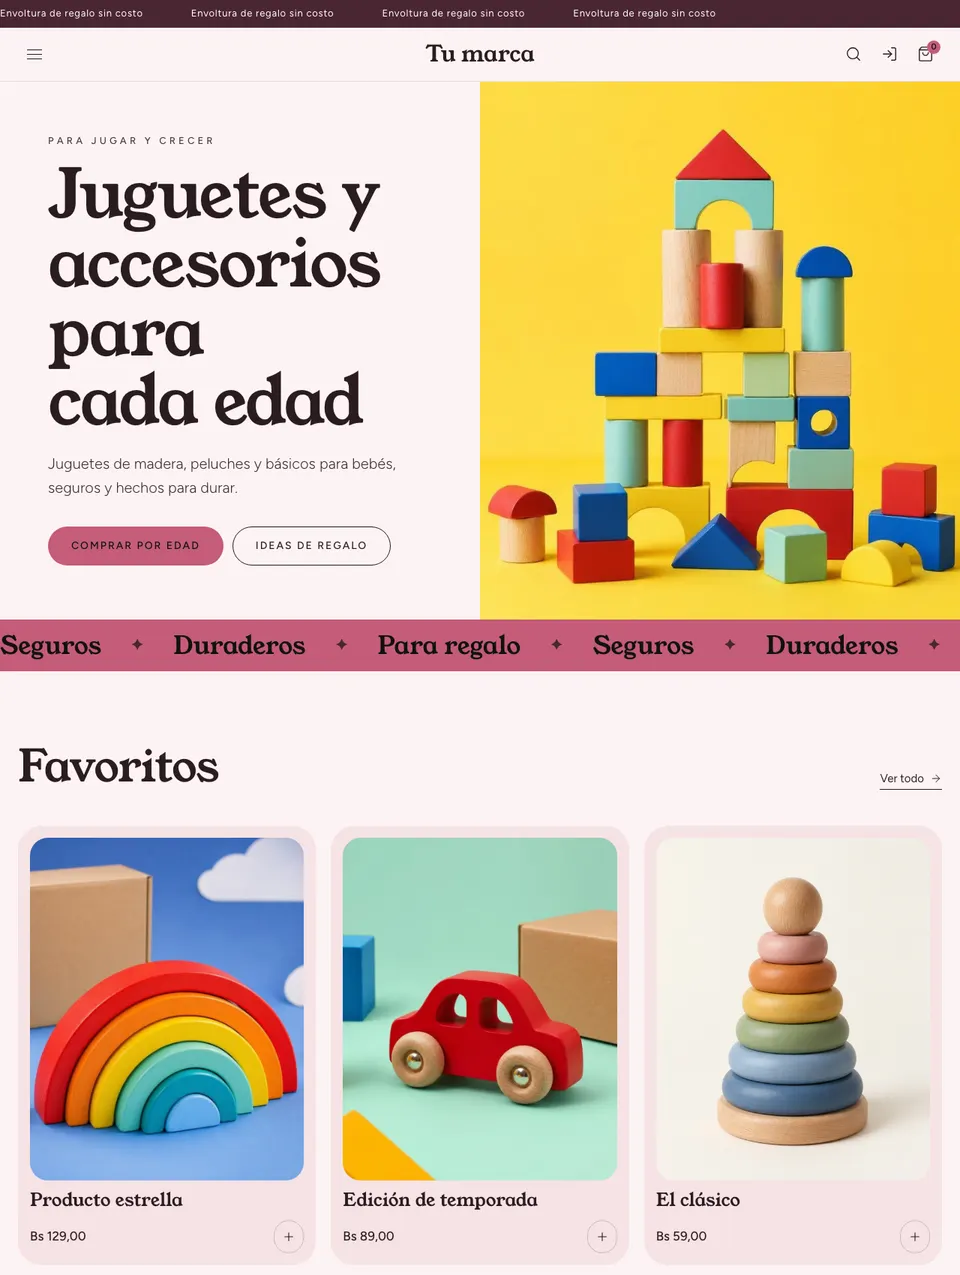 Envoltura de regalo sin costo Envoltura de regalo sin costo Envoltura de regalo sin costo Envoltura de regalo sin costo
Tu marca
0
PARA JUGAR Y CRECER
Juguetes y
accesorios
para
cada edad
Juguetes de madera, peluches y básicos para bebés,
seguros y hechos para durar.
COMPRAR POR EDAD IDEAS DE REGALO
Seguros ✦ Duraderos ✦ Para regalo ✦ Seguros ✦ Duraderos ✦
Favoritos
Ver todo →
Producto estrella
Bs 129,00
+
Edición de temporada
Bs 89,00
+
El clásico
Bs 59,00
+